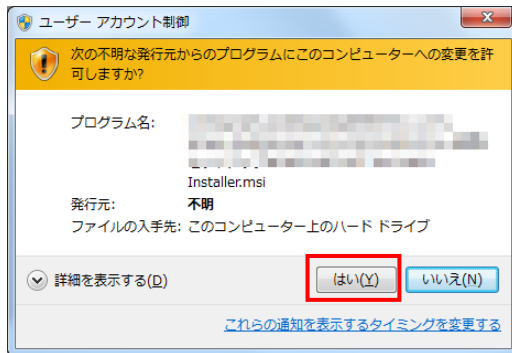 ユーザー アカウント制御
次の不明な発行元からのプログラムにこのコンピューターへの変更を許
可しますか?
プログラム名:
Installer.msi
発行元: 不明
ファイルの入手先: このコンピューター上のハード ドライブ
詳細を表示する(D) はい(Y) いいえ(N)
これらの通知を表示するタイミングを変更する